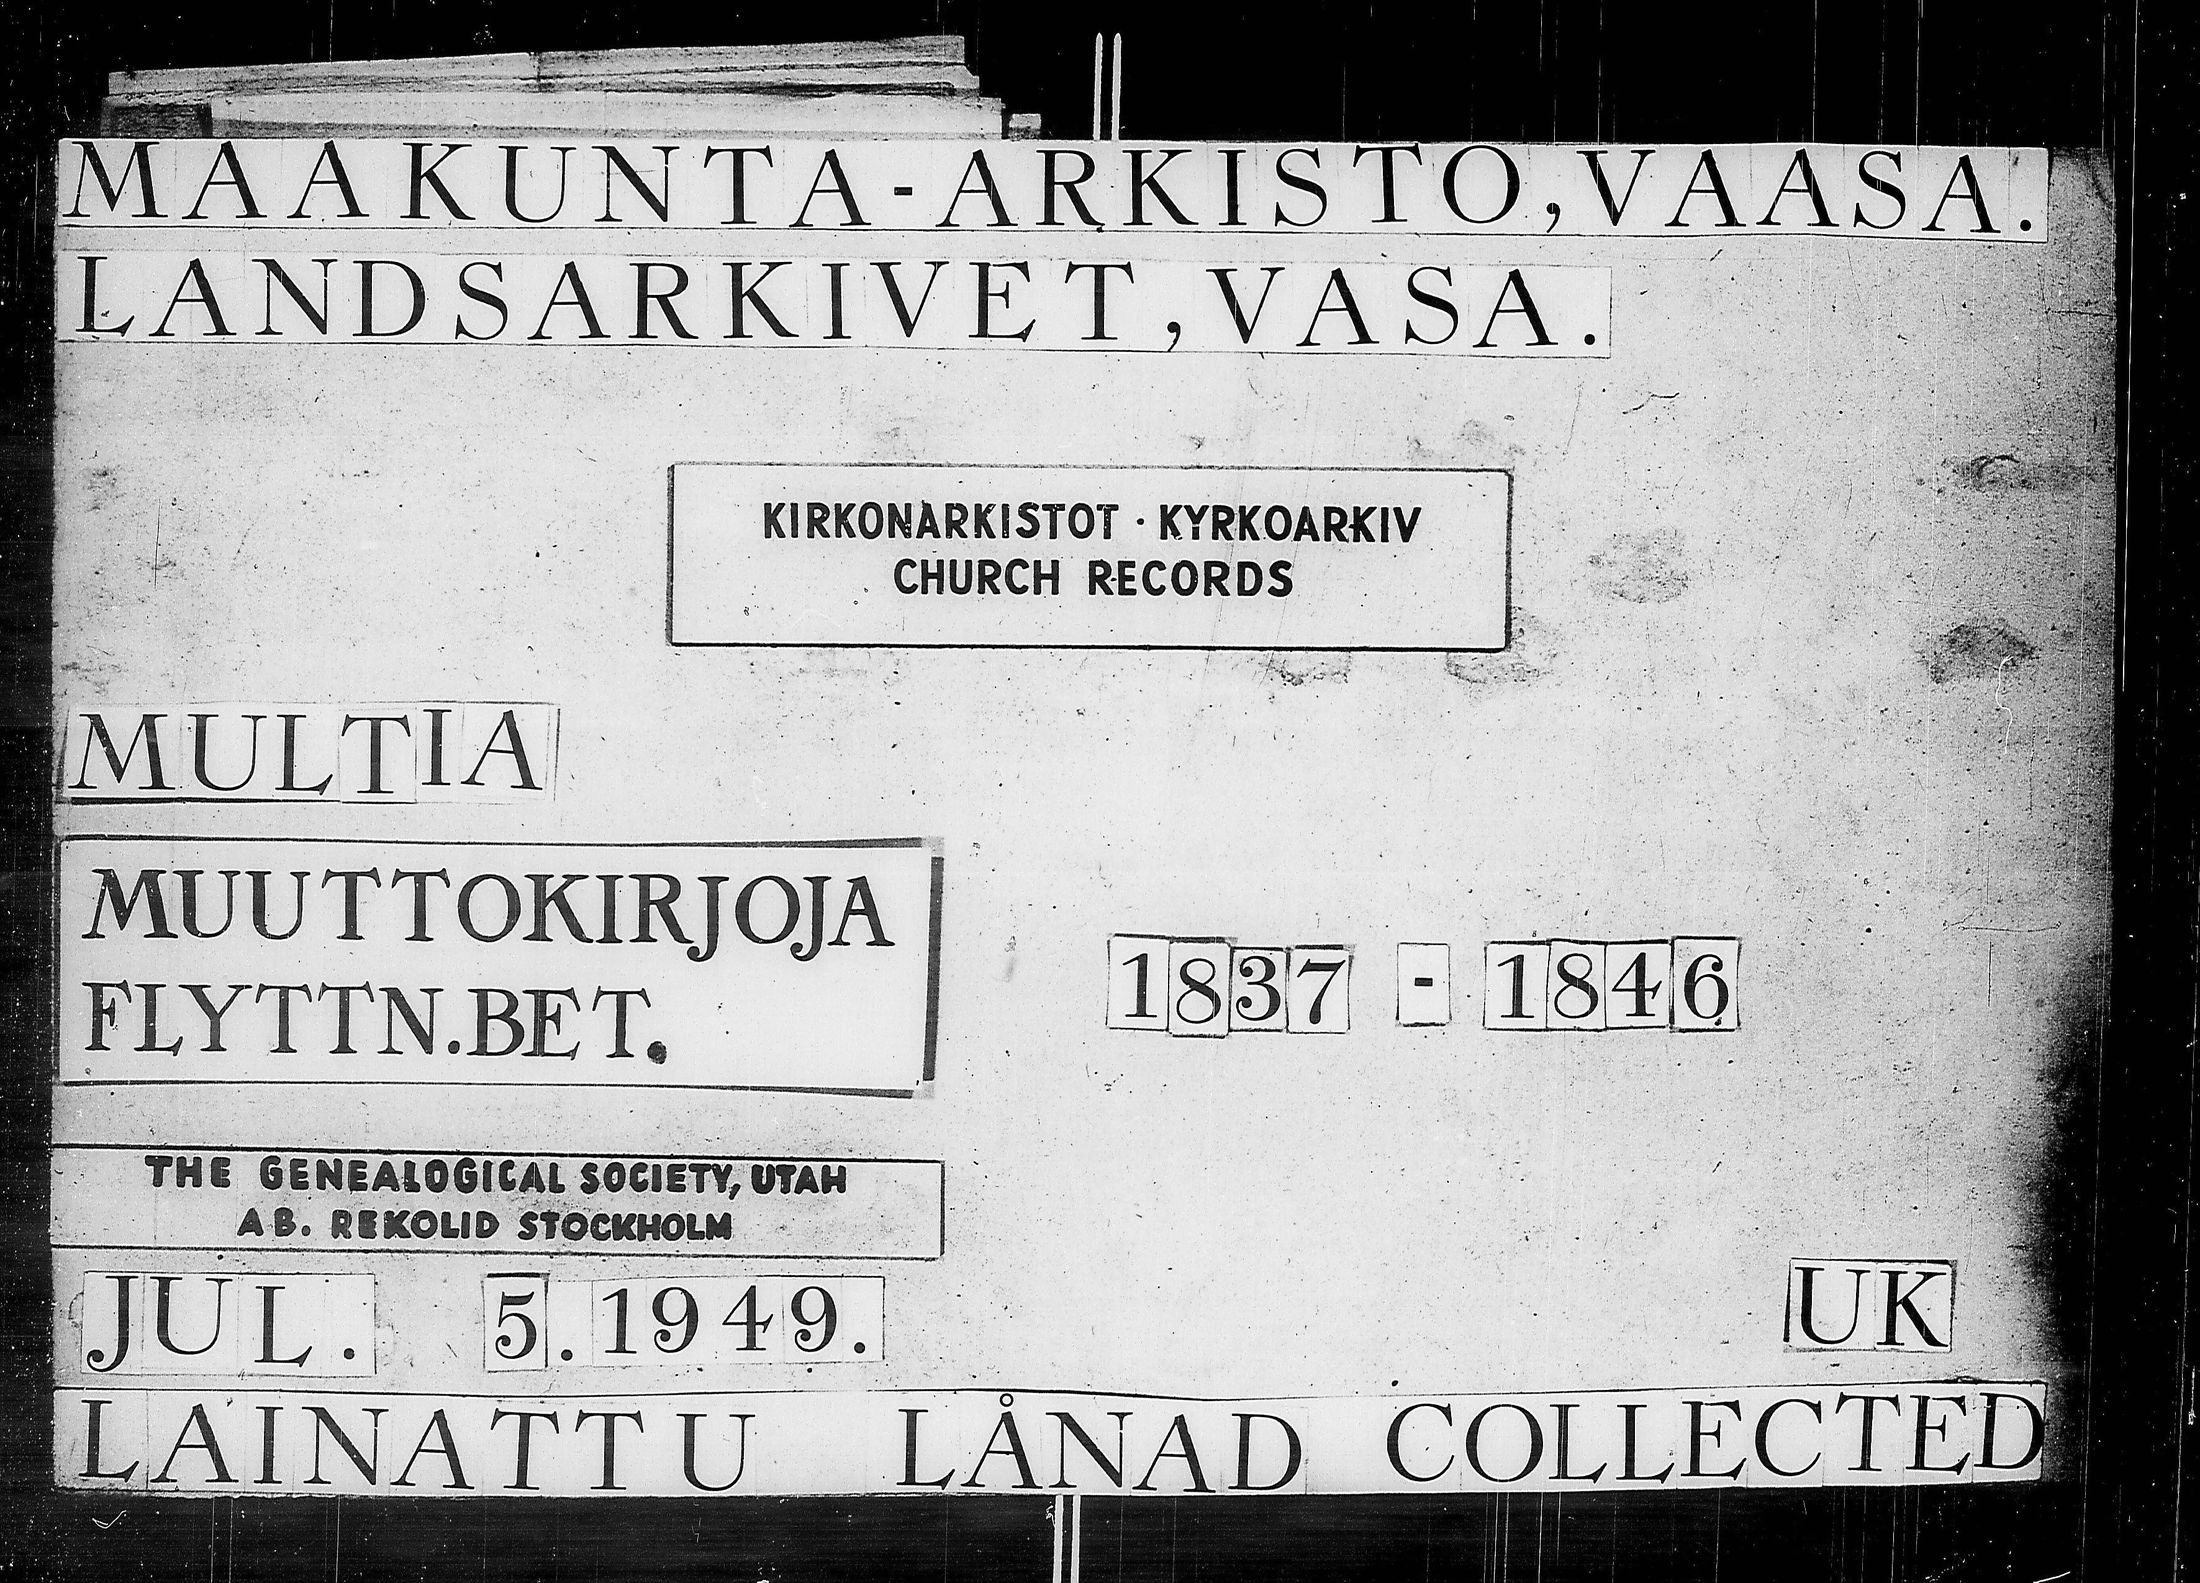 MAAKUNTA-ARKISTO, VAASA.
LANDSARKIVET, VASA.
KIRKONARKISTOT · KYRKOARKIV
CHURCH RECORDS
MULTIA
MUUTTOKIRJOJA
FLYTTN.BET.
1837 - 1846
THE GENEALOGICAL SOCIETY, UTAH
AB. REKOLID STOCKHOLM
JUL. 5.1949.
UK
LAINATTU LÅNAD COLLECTED